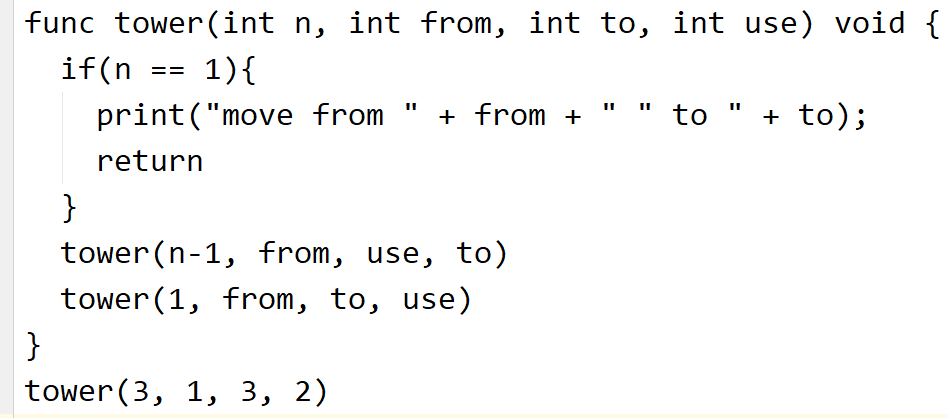 func tower(int n, int from, int to, int use) void {
if(n == 1){
print("move from " + from + " " " to " + to);
return
}
tower(n-1, from, use, to)
tower(1, from, to, use)
}
tower(3, 1, 3, 2)